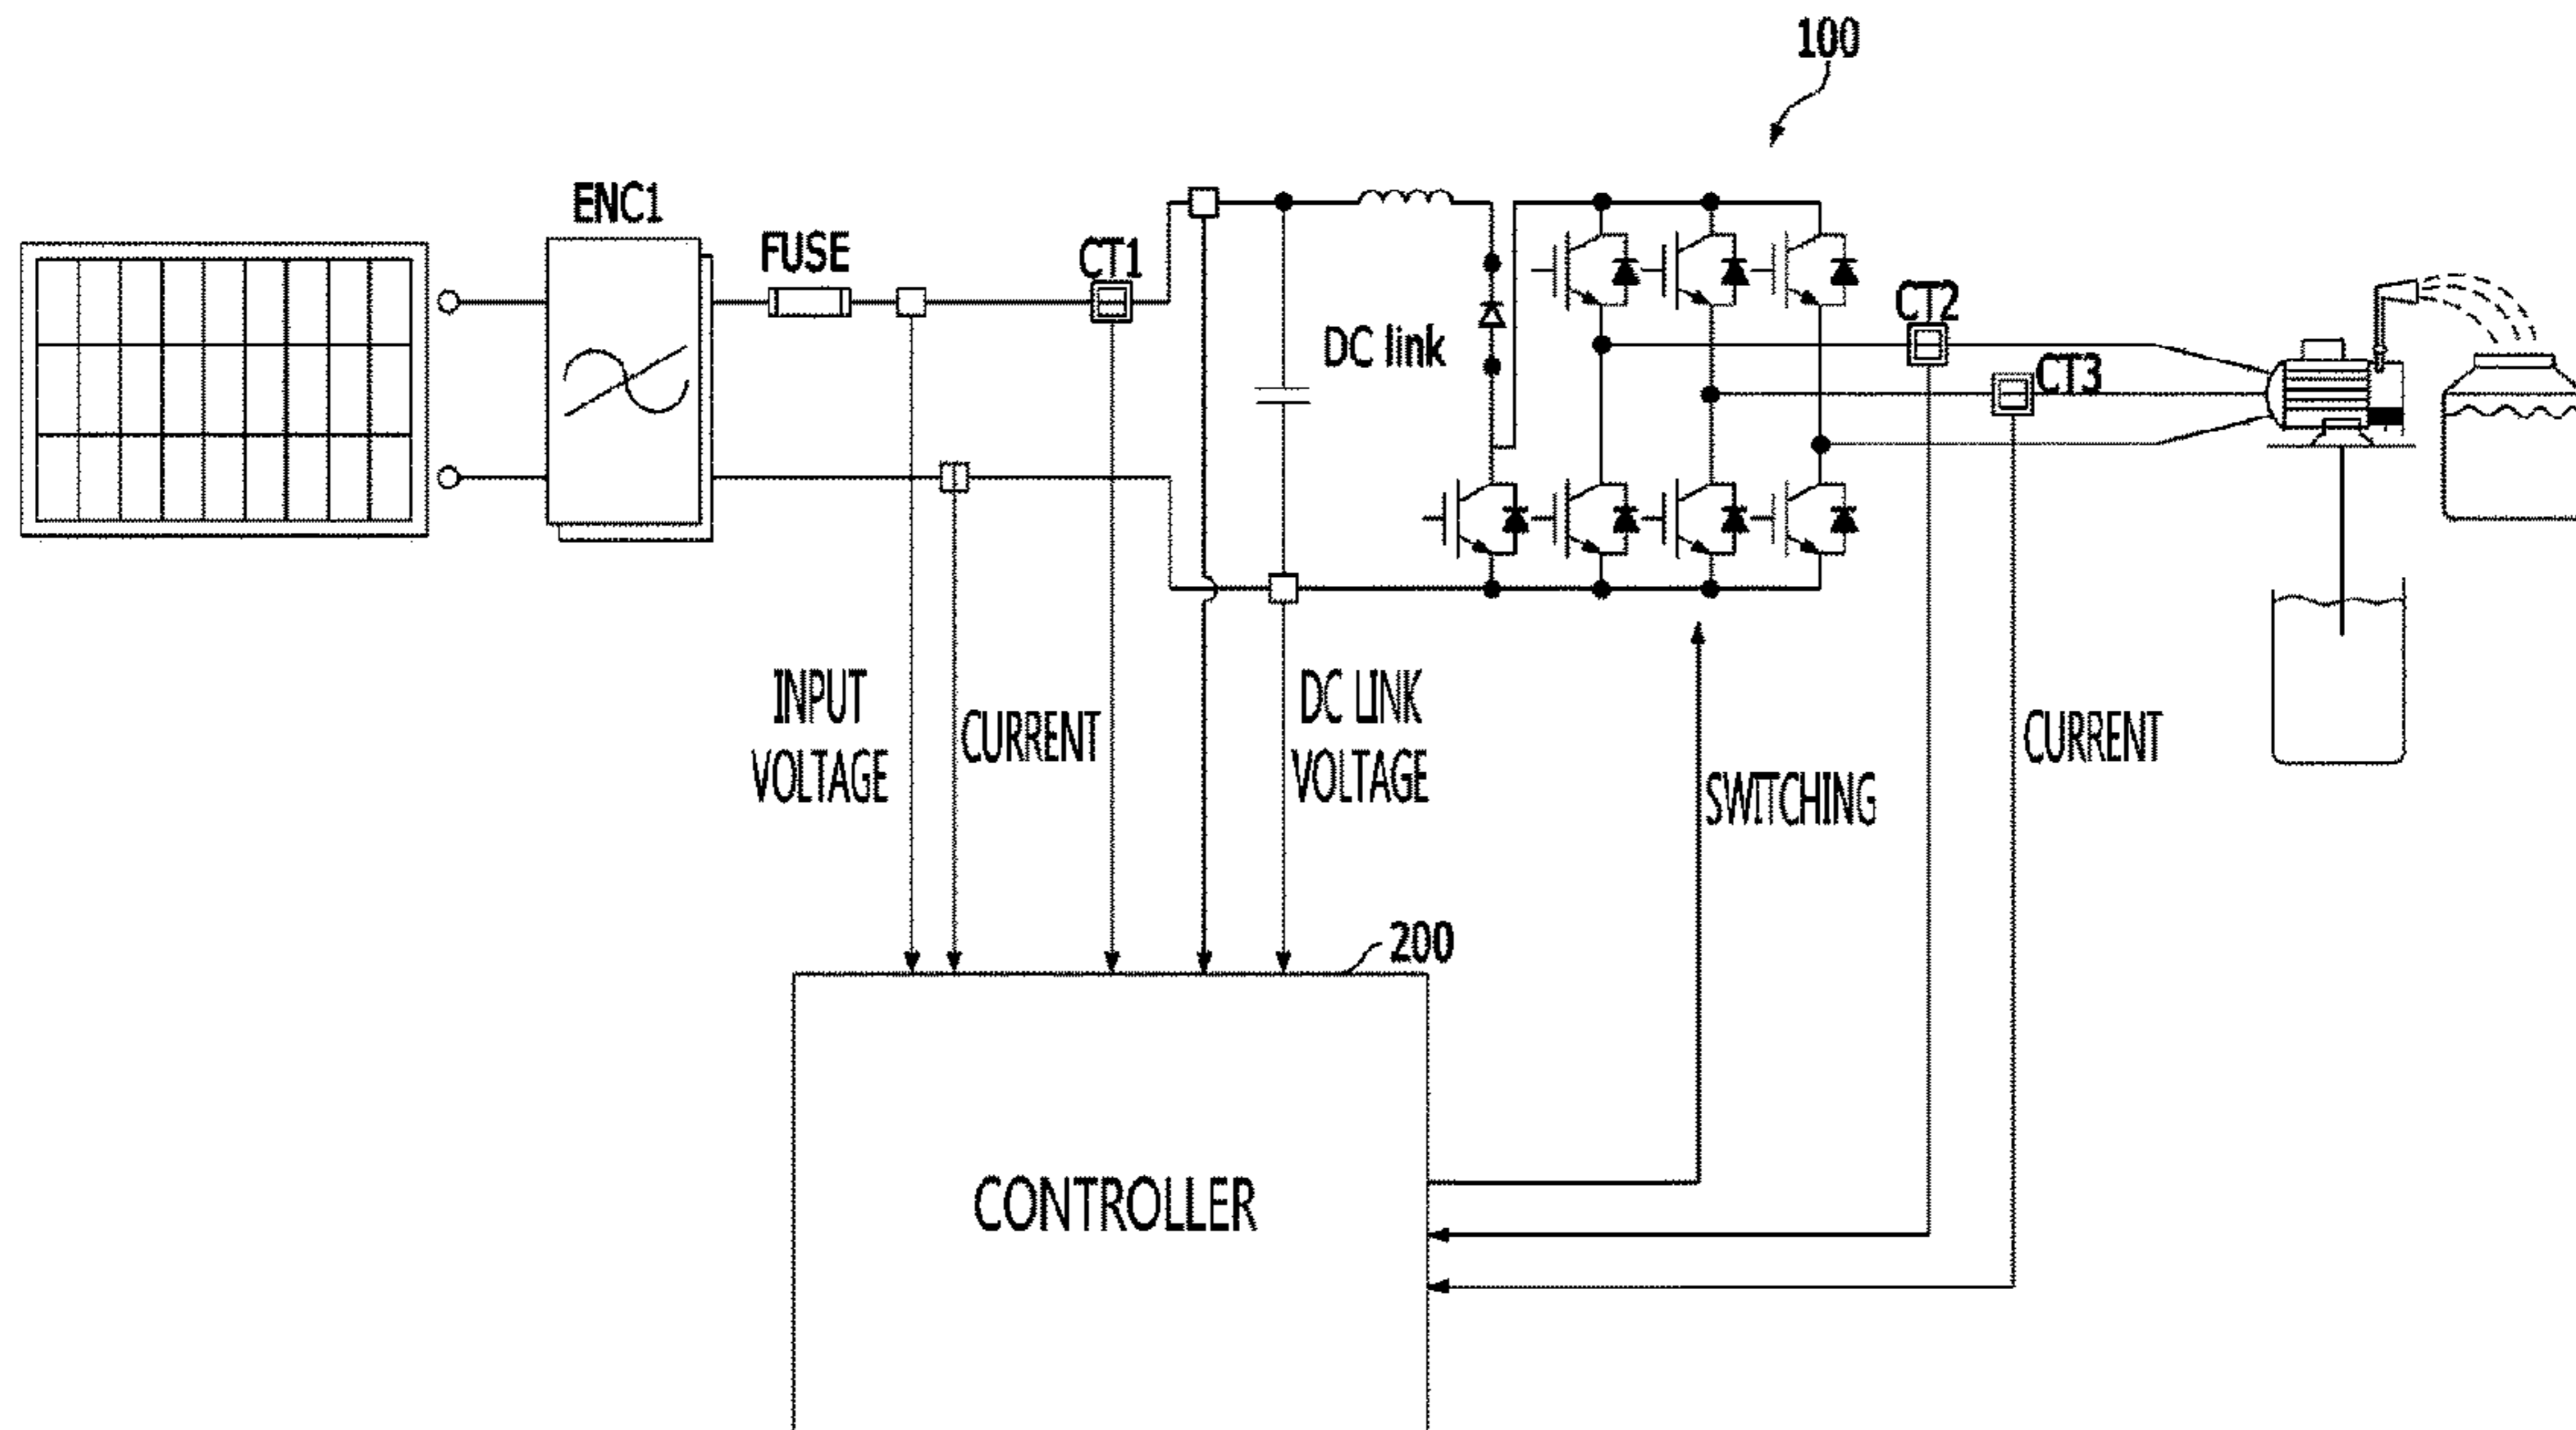 100
ENC1
FUSE
CT1
DC link
CT2
CT3
INPUT
VOLTAGE
CURRENT
DC LINK
VOLTAGE
SWITCHING
CURRENT
200
CONTROLLER